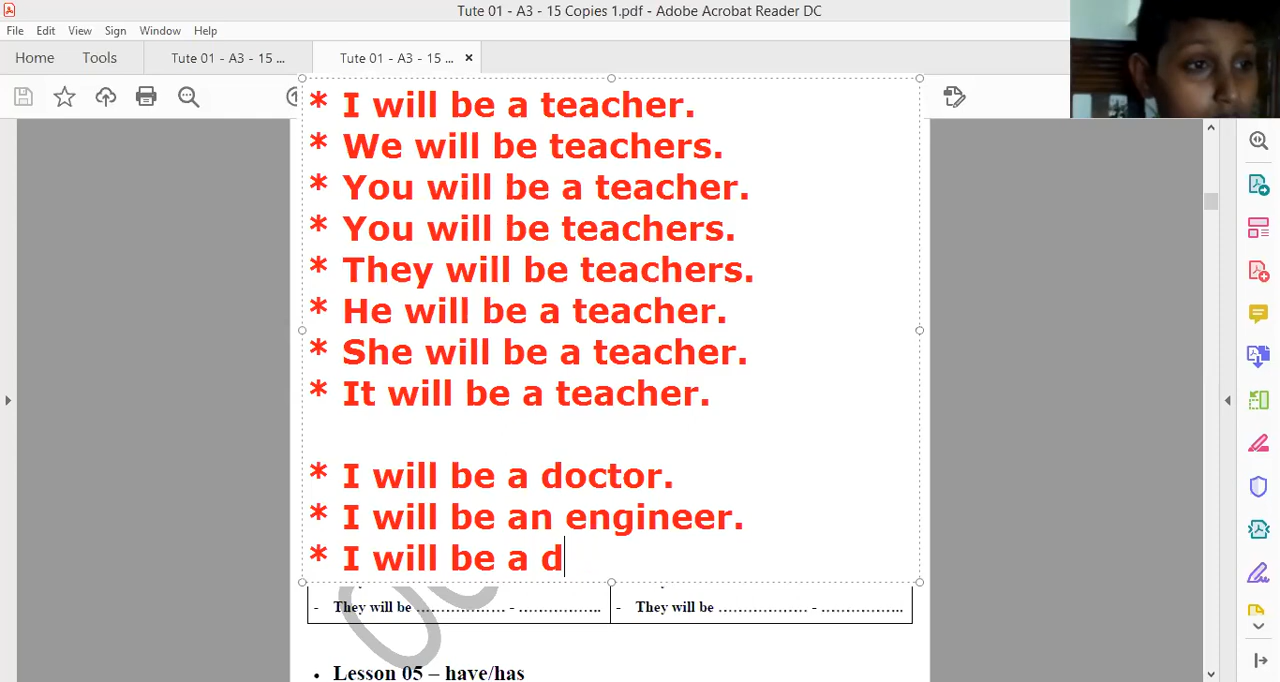 Tute 01 - A3 - 15 Copies 1.pdf - Adobe Acrobat Reader DC
File Edit View Sign Window Help
Home Tools Tute 01 - A3 - 15 ... Tute 01 - A3 - 15 ... ×
* I will be a teacher.
* We will be teachers.
* You will be a teacher.
* You will be teachers.
* They will be teachers.
* He will be a teacher.
* She will be a teacher.
* It will be a teacher.
* I will be a doctor.
* I will be an engineer.
* I will be a d
- They will be ……………… - …………….. - They will be ……………… - ……………..
• Lesson 05 – have/has